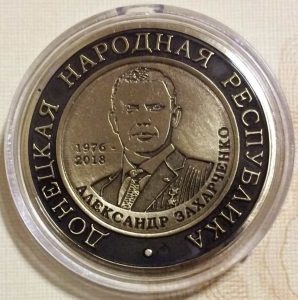 ДОНЕЦКАЯ НАРОДНАЯ РЕСПУБЛИКА
1976 -
2018
АЛЕКСАНДР ЗАХАРЧЕНКО